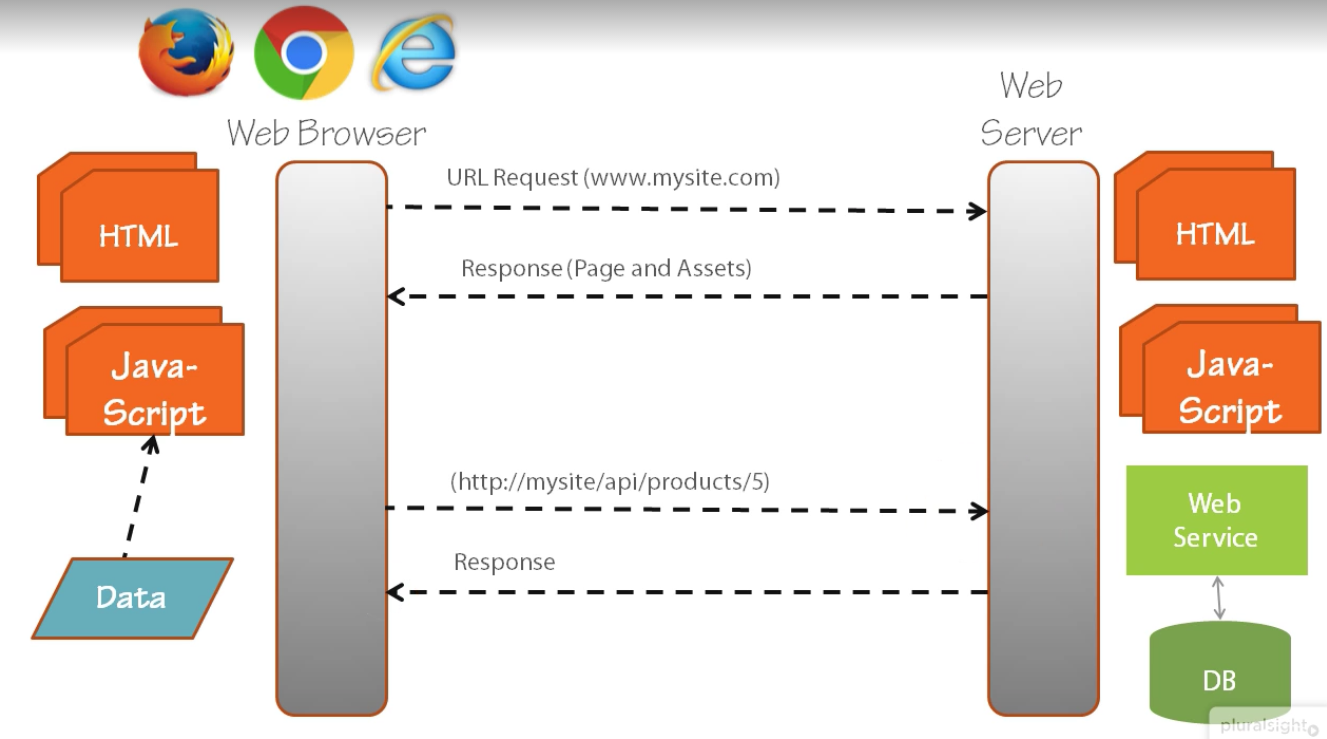 Web Browser
Web
Server
HTML
URL Request (www.mysite.com)
HTML
Response (Page and Assets)
Java-
Script
Java-
Script
(http://mysite/api/products/5)
Web
Service
Response
Data
DB
pluralsight